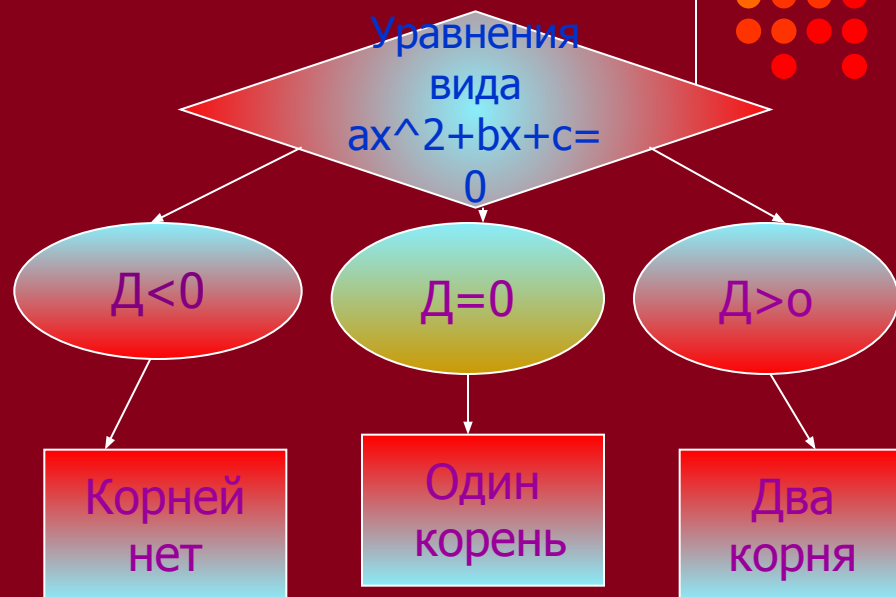 Уравнения
вида
ax^2+bx+c=
0
Д<0
Д=0
Д>о
Корней
нет
Один
корень
Два
корня